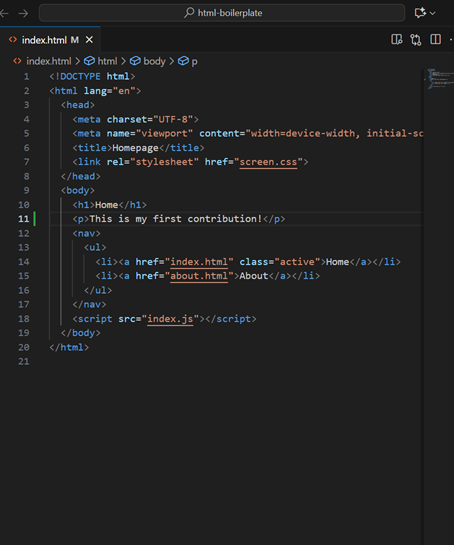 html-boilerplate
index.html M
index.html > html > body > p
1 <!DOCTYPE html>
2 <html lang="en">
3 <head>
4 <meta charset="UTF-8">
5 <meta name="viewport" content="width=device-width, initial-sc
6 <title>Homepage</title>
7 <link rel="stylesheet" href="screen.css">
8 </head>
9 <body>
10 <h1>Home</h1>
11 <p>This is my first contribution!</p>
12 <nav>
13 <ul>
14 <li><a href="index.html" class="active">Home</a></li>
15 <li><a href="about.html">About</a></li>
16 </ul>
17 </nav>
18 <script src="index.js"></script>
19 </body>
20 </html>
21